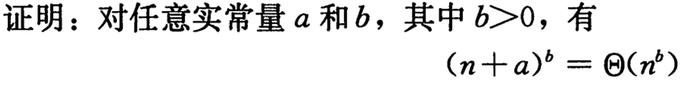 证明：对任意实常量 a 和 b，其中 b>0，有
(n+a)^b = Θ(n^b)